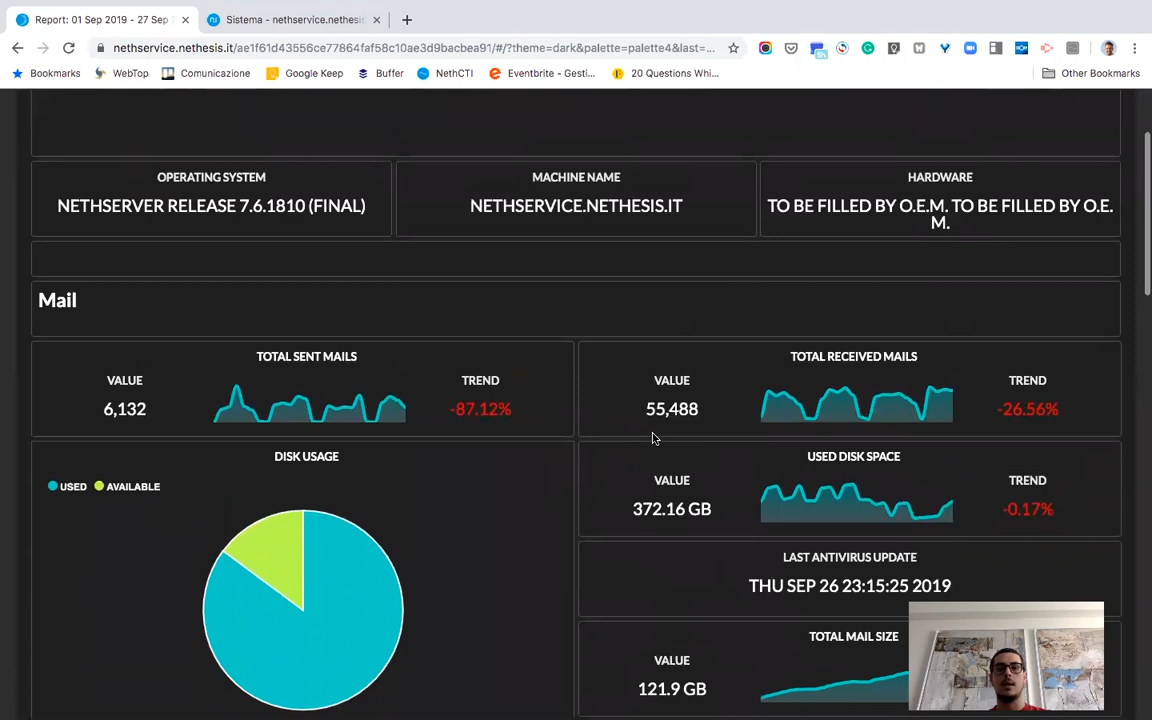 Report: 01 Sep 2019 - 27 Sep
Sistema - nethservice.nethesis
nethservice.nethesis.it/ae1f61d43556ce77864faf58c10ae3d9bacbea91/#/?theme=dark&palette=palette4&last=...
Bookmarks
WebTop
Comunicazione
Google Keep
Buffer
NethCTI
Eventbrite - Gesti...
20 Questions Whi...
Other Bookmarks
OPERATING SYSTEM
NETHSERVER RELEASE 7.6.1810 (FINAL)
MACHINE NAME
NETHSERVICE.NETHESIS.IT
HARDWARE
TO BE FILLED BY O.E.M. TO BE FILLED BY O.E.
M.
Mail
TOTAL SENT MAILS
VALUE
6,132
TREND
-87.12%
TOTAL RECEIVED MAILS
VALUE
55,488
TREND
-26.56%
DISK USAGE
USED
AVAILABLE
USED DISK SPACE
VALUE
372.16 GB
TREND
-0.17%
LAST ANTIVIRUS UPDATE
THU SEP 26 23:15:25 2019
TOTAL MAIL SIZE
VALUE
121.9 GB